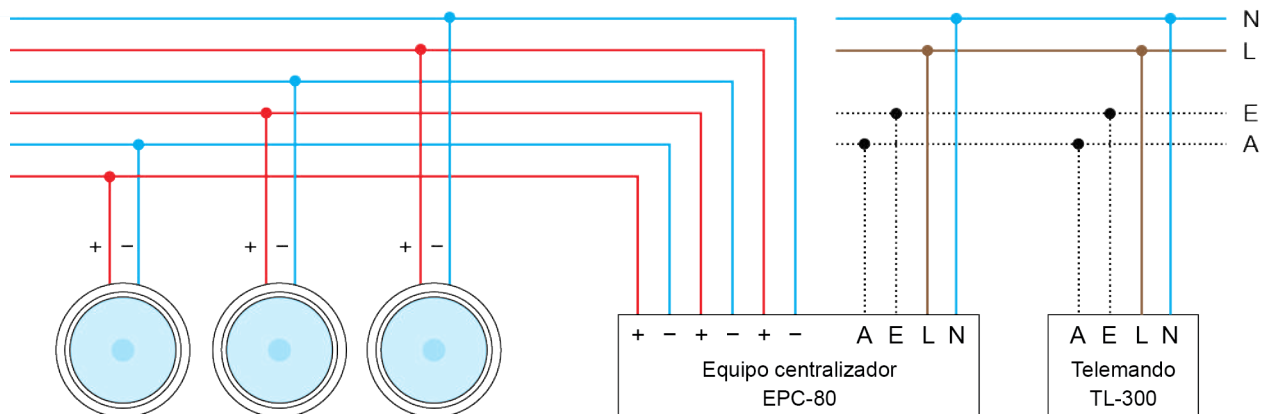 N
L
E
A
+ − + − + −
+ − + − + − A E L N
Equipo centralizador
EPC-80
A E L N
Telemando
TL-300